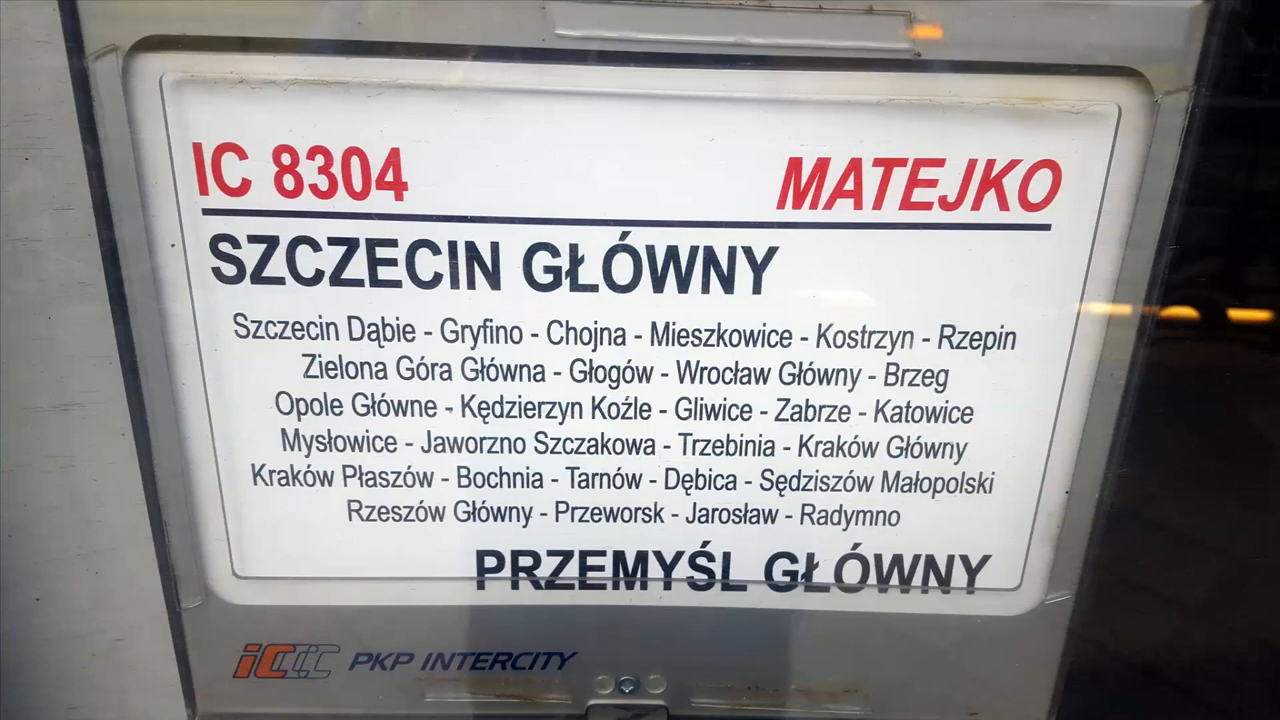 IC 8304 MATEJKO
SZCZECIN GŁÓWNY
Szczecin Dąbie - Gryfino - Chojna - Mieszkowice - Kostrzyn - Rzepin
Zielona Góra Główna - Głogów - Wrocław Główny - Brzeg
Opole Główne - Kędzierzyn Koźle - Gliwice - Zabrze - Katowice
Mysłowice - Jaworzno Szczakowa - Trzebinia - Kraków Główny
Kraków Płaszów - Bochnia - Tarnów - Dębica - Sędziszów Małopolski
Rzeszów Główny - Przeworsk - Jarosław - Radymno
PRZEMYŚL GŁÓWNY
IC PKP INTERCITY